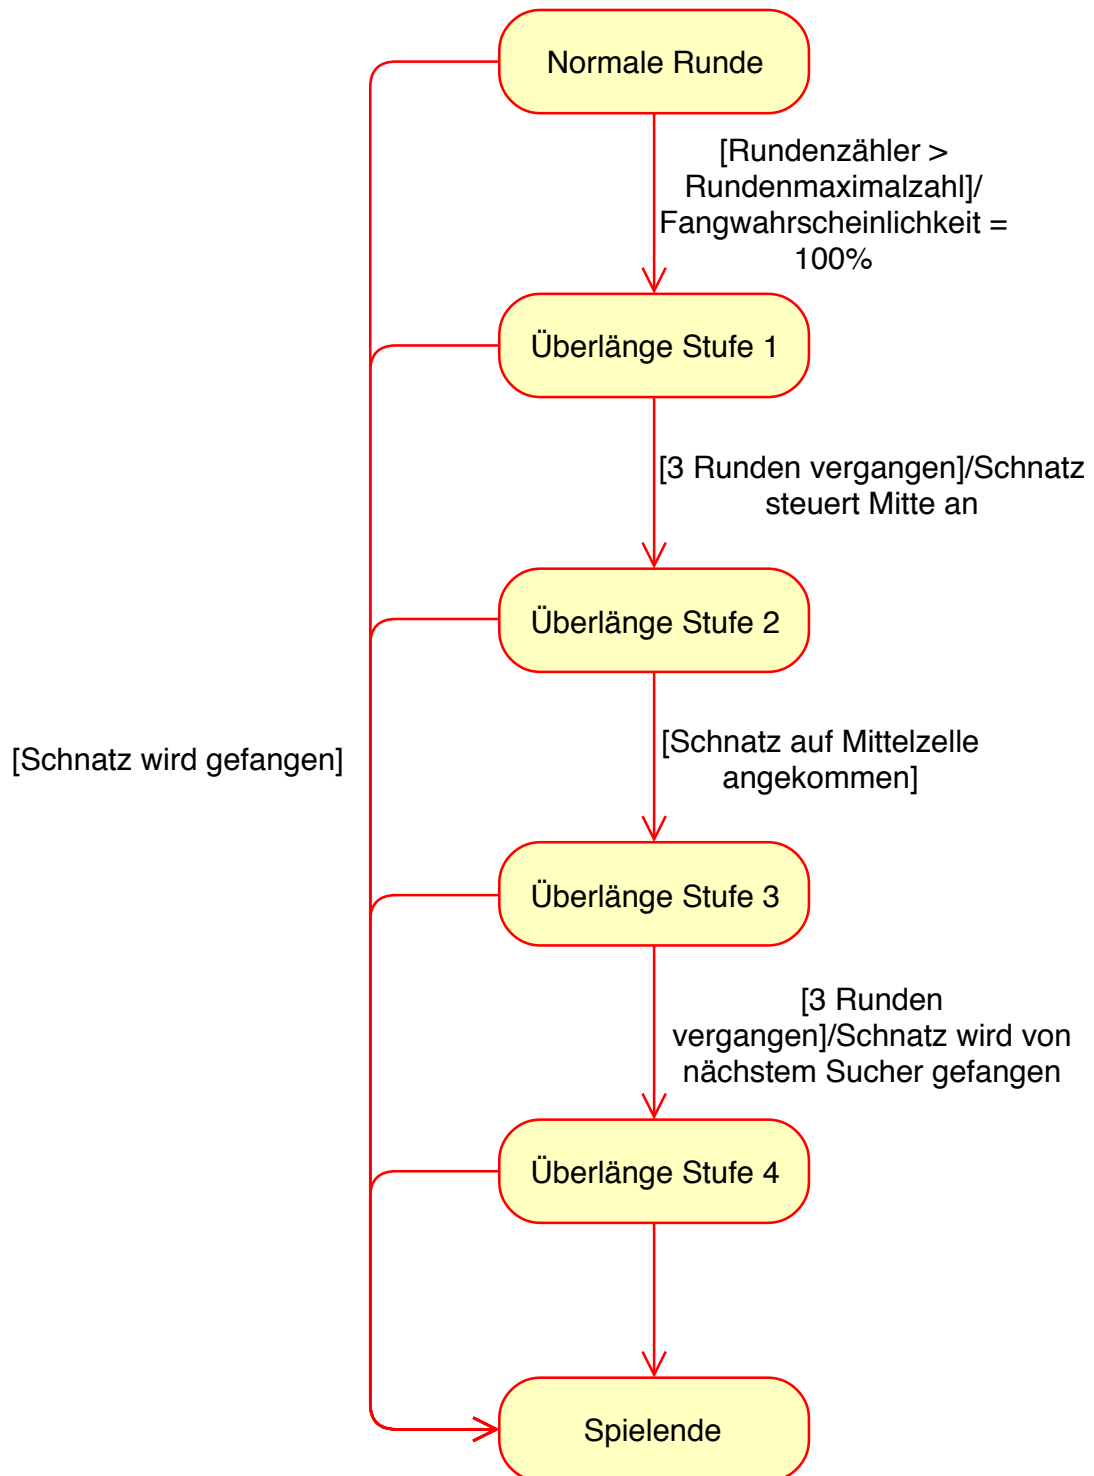 Normale Runde
[Rundenzähler >
Rundenmaximalzahl]/
Fangwahrscheinlichkeit =
100%
Überlänge Stufe 1
[3 Runden vergangen]/Schnatz
steuert Mitte an
Überlänge Stufe 2
[Schnatz wird gefangen]
[Schnatz auf Mittelzelle
angekommen]
Überlänge Stufe 3
[3 Runden
vergangen]/Schnatz wird von
nächstem Sucher gefangen
Überlänge Stufe 4
Spielende